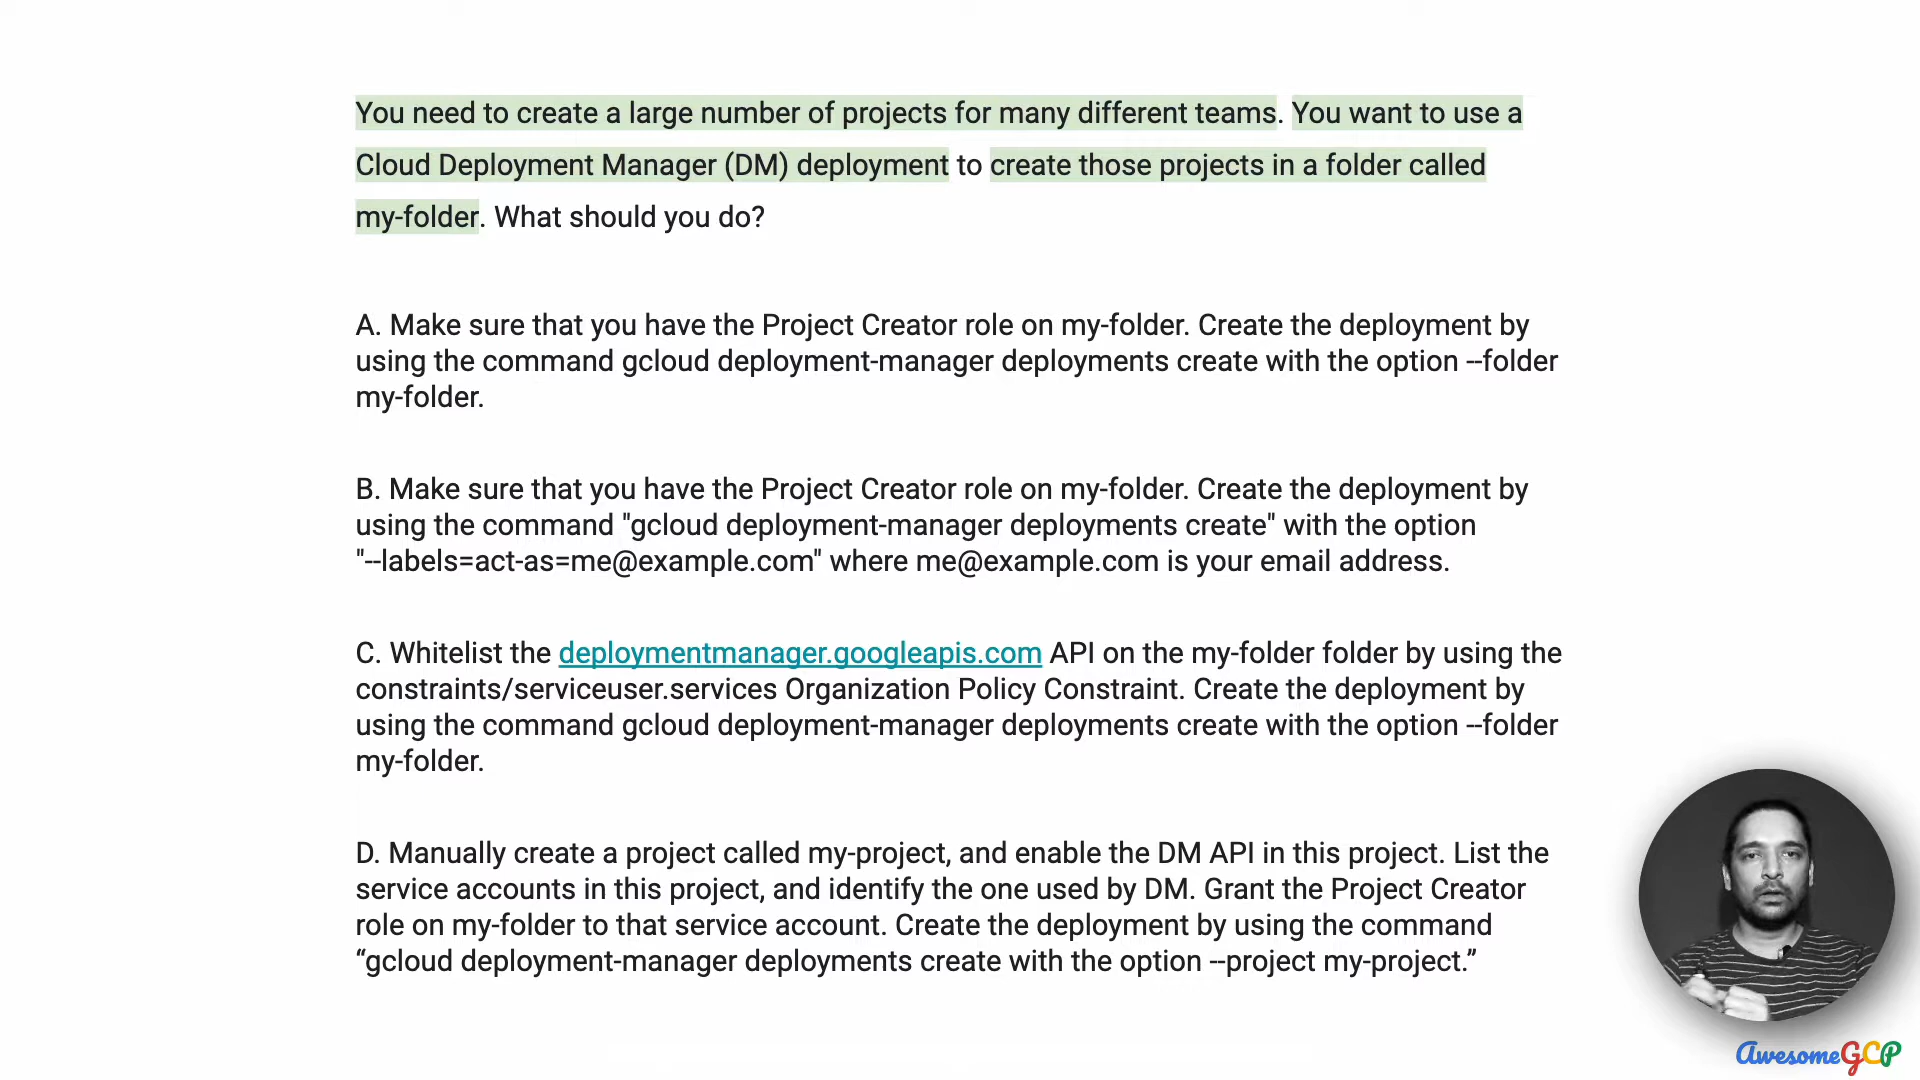 You need to create a large number of projects for many different teams. You want to use a
Cloud Deployment Manager (DM) deployment to create those projects in a folder called
my-folder. What should you do?
A. Make sure that you have the Project Creator role on my-folder. Create the deployment by
using the command gcloud deployment-manager deployments create with the option --folder
my-folder.
B. Make sure that you have the Project Creator role on my-folder. Create the deployment by
using the command "gcloud deployment-manager deployments create" with the option
"--labels=act-as=me@example.com" where me@example.com is your email address.
C. Whitelist the deploymentmanager.googleapis.com API on the my-folder folder by using the
constraints/serviceuser.services Organization Policy Constraint. Create the deployment by
using the command gcloud deployment-manager deployments create with the option --folder
my-folder.
D. Manually create a project called my-project, and enable the DM API in this project. List the
service accounts in this project, and identify the one used by DM. Grant the Project Creator
role on my-folder to that service account. Create the deployment by using the command
“gcloud deployment-manager deployments create with the option --project my-project.”
AwesomeGCP